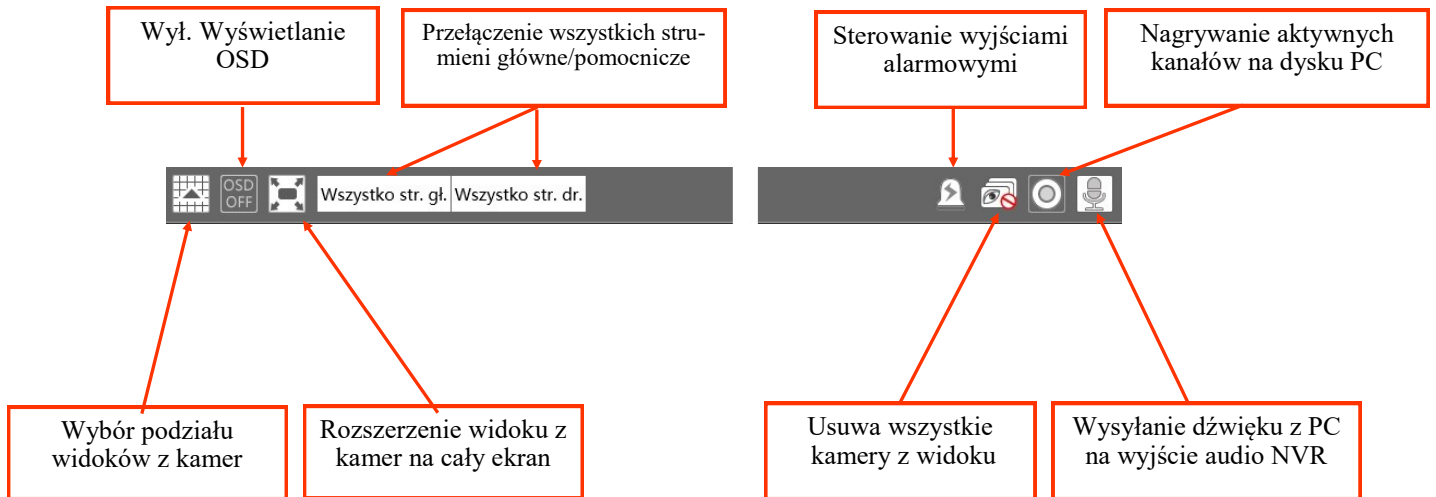 Wył. Wyświetlanie
OSD
Przełączenie wszystkich stru-
mieni główne/pomocnicze
Sterowanie wyjściami
alarmowymi
Nagrywanie aktywnych
kanałów na dysku PC
OSD
OFF
Wszystko str. gł.
Wszystko str. dr.
Wybór podziału
widoków z kamer
Rozszerzenie widoku z
kamer na cały ekran
Usuwa wszystkie
kamery z widoku
Wysyłanie dźwięku z PC
na wyjście audio NVR